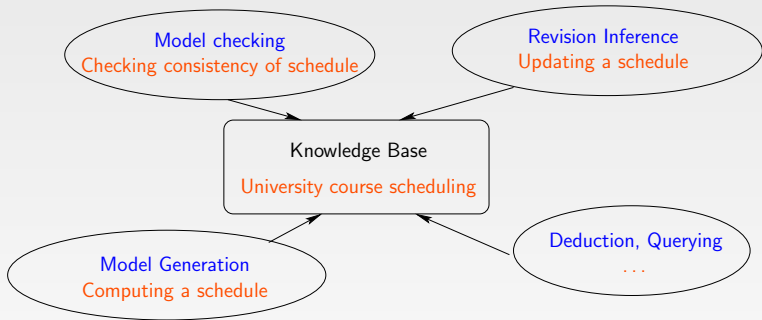 Model checking
Checking consistency of schedule
Revision Inference
Updating a schedule
Knowledge Base
University course scheduling
Model Generation
Computing a schedule
Deduction, Querying
. . .